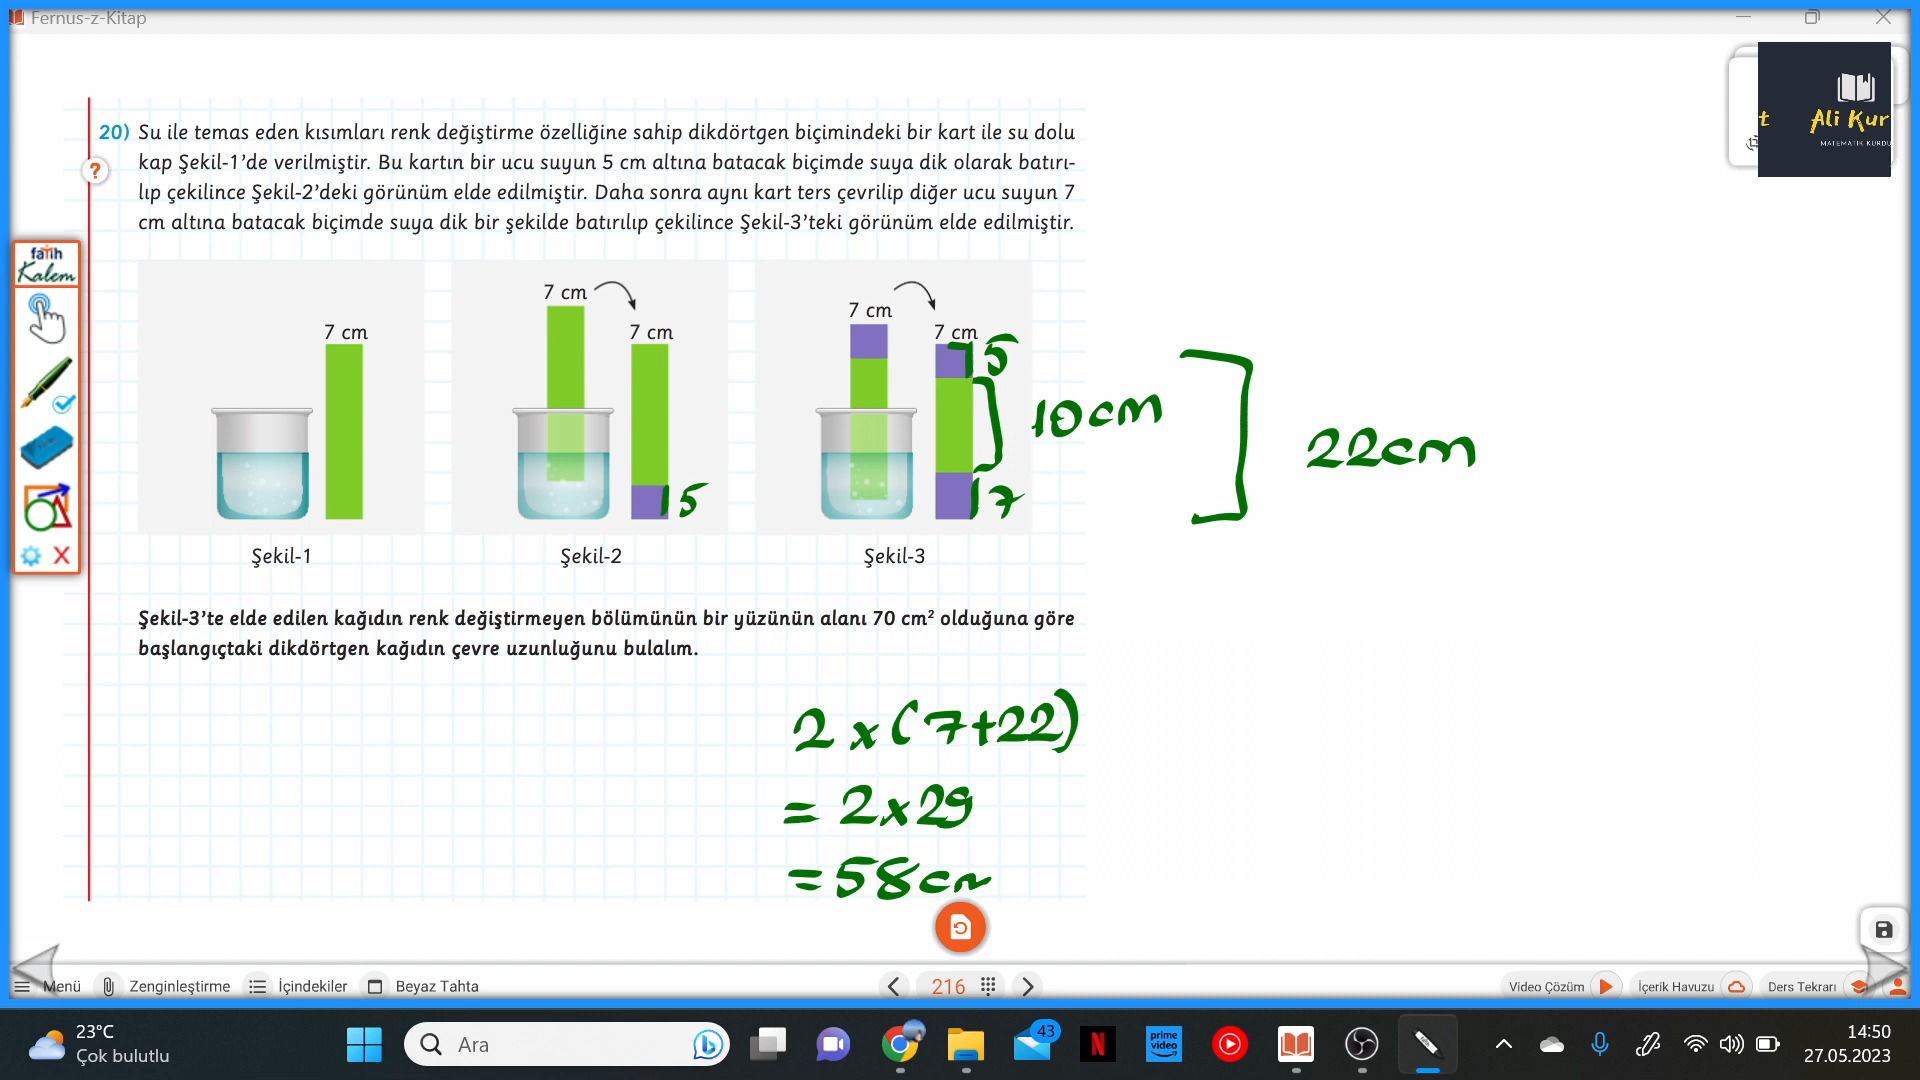 Fernus-z-Kitap
t
Ali Kur
MATEMATİK KURDU
20) Su ile temas eden kısımları renk değiştirme özelliğine sahip dikdörtgen biçimindeki bir kart ile su dolu
kap Şekil-1'de verilmiştir. Bu kartın bir ucu suyun 5 cm altına batacak biçimde suya dik olarak batırı-
lıp çekilince Şekil-2'deki görünüm elde edilmiştir. Daha sonra aynı kart ters çevrilip diğer ucu suyun 7
cm altına batacak biçimde suya dik bir şekilde batırılıp çekilince Şekil-3'teki görünüm elde edilmiştir.
?
fatih
Kalem
7 cm
7 cm
7 cm
7 cm
7 cm
5
10cm
22cm
5
7
Şekil-1
Şekil-2
Şekil-3
Şekil-3'te elde edilen kağıdın renk değiştirmeyen bölümünün bir yüzünün alanı 70 cm² olduğuna göre
başlangıçtaki dikdörtgen kağıdın çevre uzunluğunu bulalım.
2 x (7+22)
= 2x29
= 58cm
Menü
Zenginleştirme
İçindekiler
Beyaz Tahta
216
Video Çözüm
İçerik Havuzu
Ders Tekrarı
23°C
Çok bulutlu
Ara
43
N
prime
video
14:50
27.05.2023